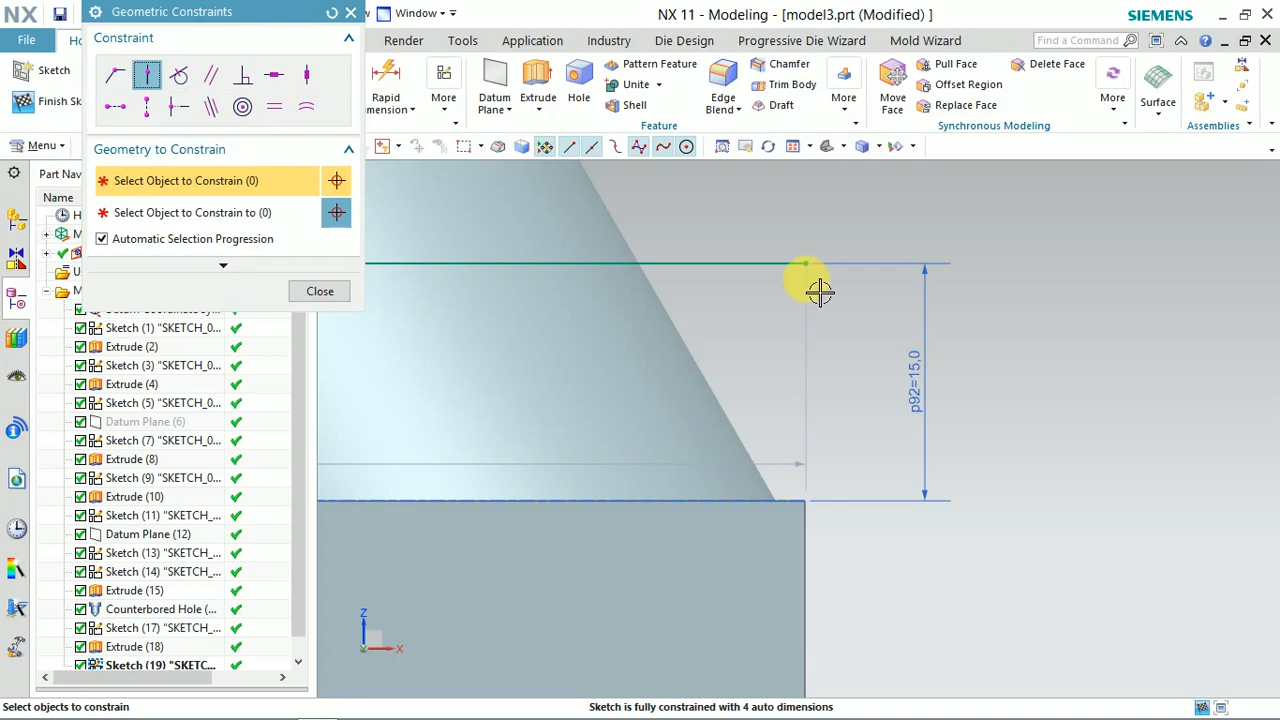 NX
Window
NX 11 - Modeling - [model3.prt (Modified) ]
SIEMENS
Geometric Constraints
File
Render
Tools
Application
Industry
Die Design
Progressive Die Wizard
Mold Wizard
Find a Command
Constraint
Sketch
Finish
Rapid
More
Datum
Plane
Extrude
Hole
Pattern Feature
Unite
Shell
Edge
Blend
Chamfer
Trim Body
Draft
More
Move
Face
Pull Face
Offset Region
Replace Face
Delete Face
More
Surface
Feature
Synchronous Modeling
Assemblies
Menu
Geometry to Constrain
Part Nav
Name
* Select Object to Constrain (0)
* Select Object to Constrain to (0)
Automatic Selection Progression
Close
Sketch (1) "SKETCH_0...
Extrude (2)
Sketch (3) "SKETCH_0...
Extrude (4)
Sketch (5) "SKETCH_0...
Datum Plane (6)
Sketch (7) "SKETCH_0...
Extrude (8)
Sketch (9) "SKETCH_0...
Extrude (10)
Sketch (11) "SKETCH_...
Datum Plane (12)
Sketch (13) "SKETCH_...
Sketch (14) "SKETCH_...
Extrude (15)
Counterbored Hole (...
Sketch (17) "SKETCH_...
Extrude (18)
Sketch (19) "SKETC...
p92=15,0
Z
X
Select objects to constrain
Sketch is fully constrained with 4 auto dimensions